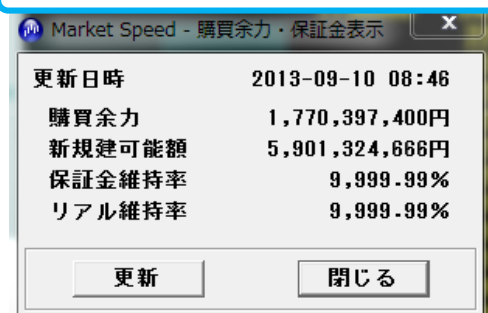 Market Speed - 購買余力・保証金表示
更新日時 2013-09-10 08:46
購買余力 1,770,397,400円
新規建可能額 5,901,324,666円
保証金維持率 9,999.99%
リアル維持率 9,999.99%
更新 閉じる